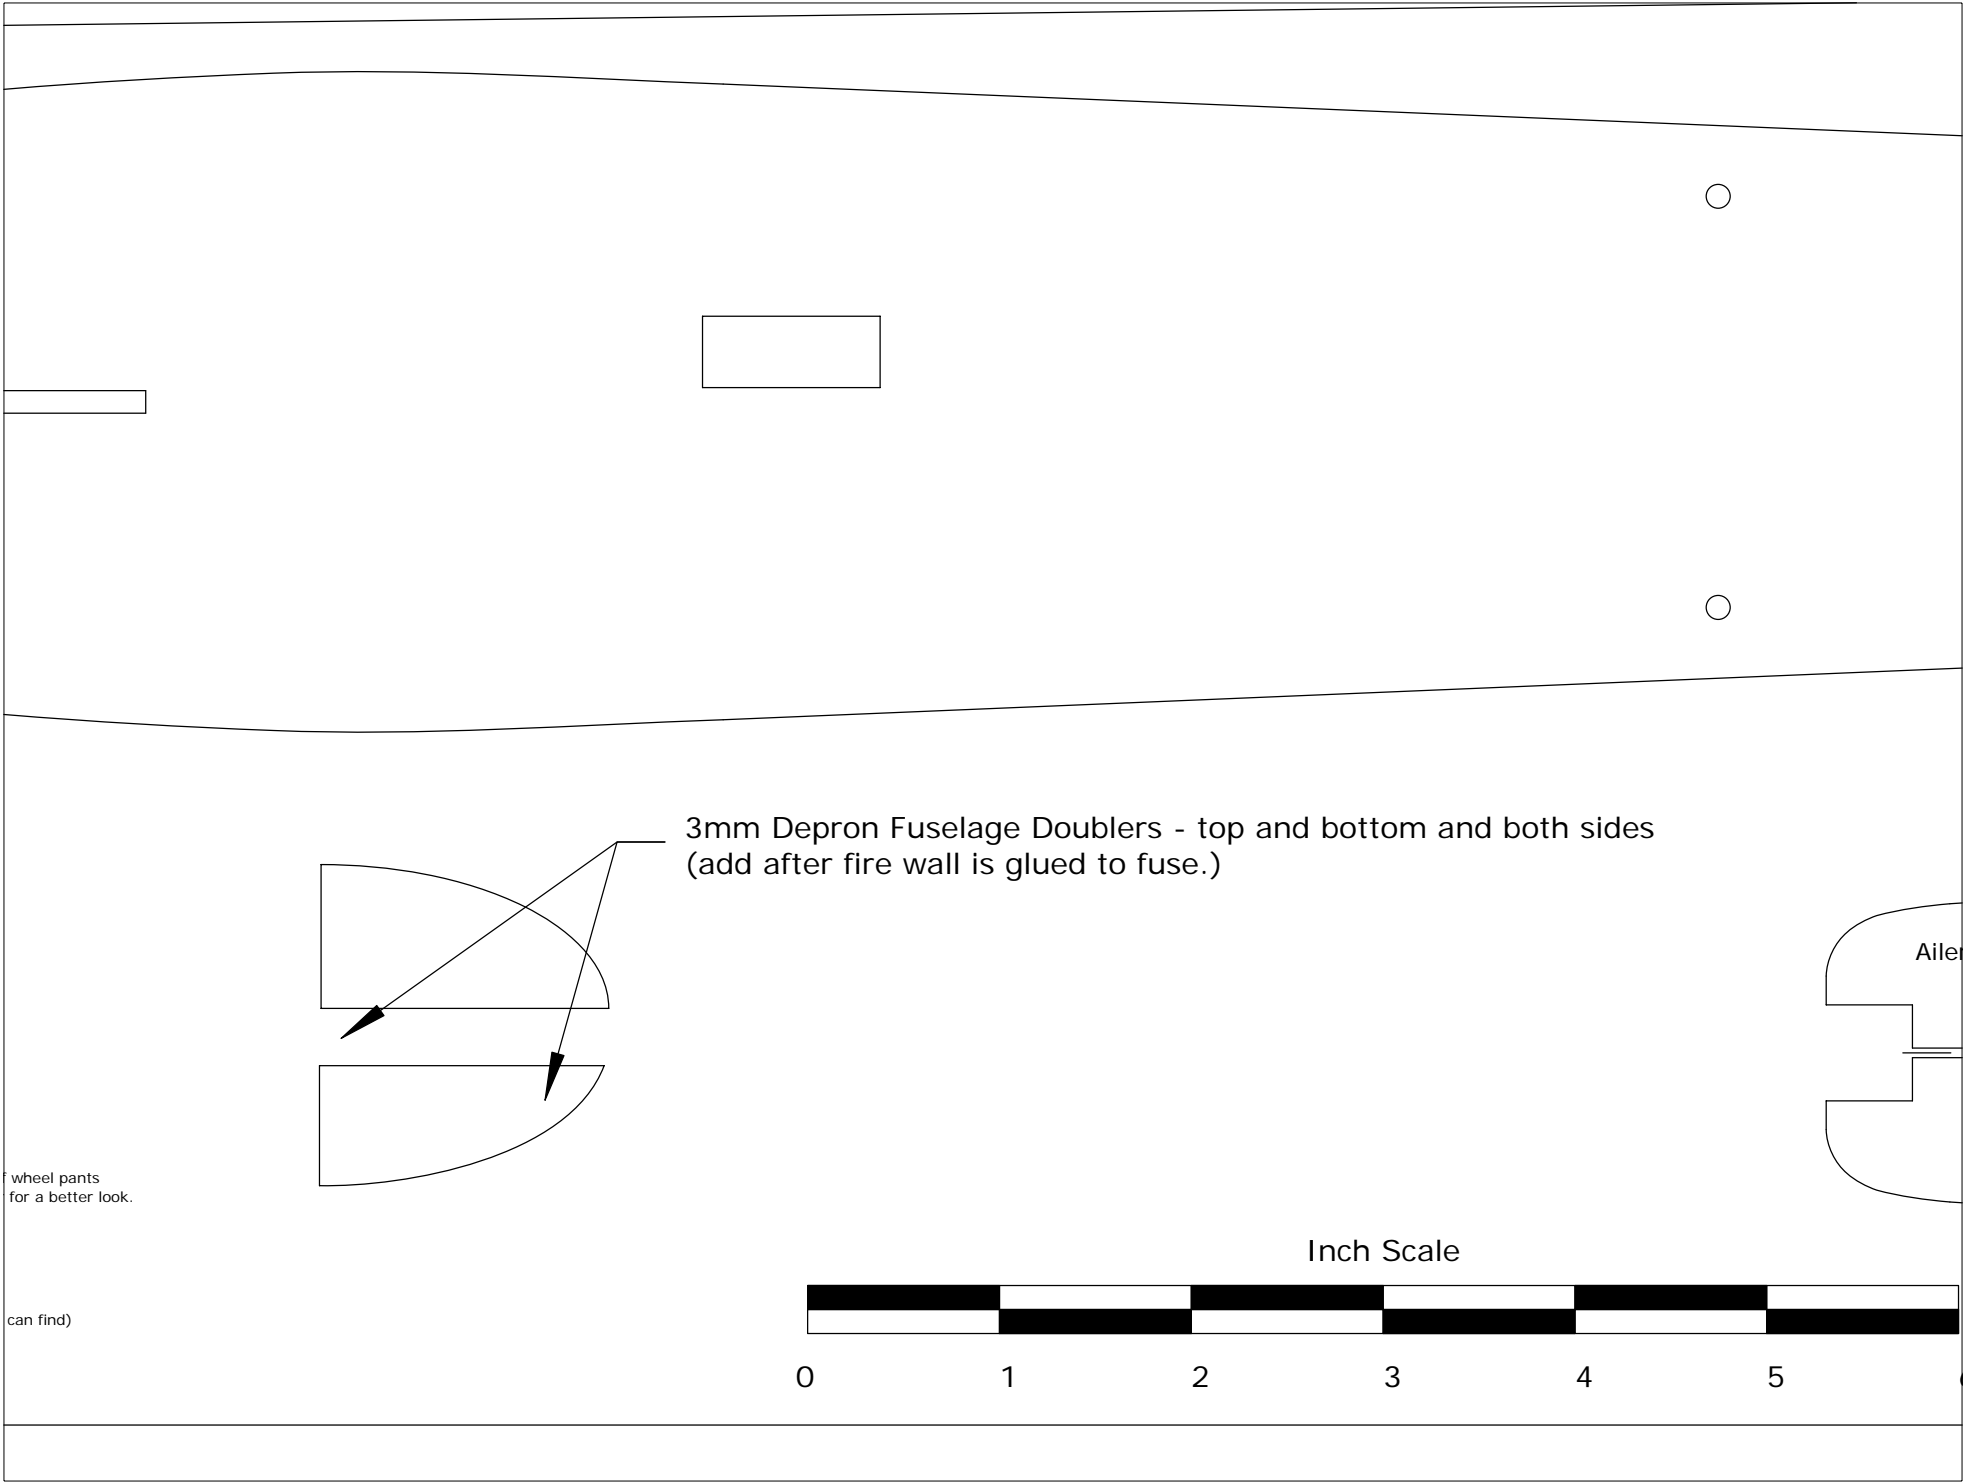 3mm Depron Fuselage Doublers - top and bottom and both sides
(add after fire wall is glued to fuse.)
wheel pants
for a better look.
can find)
Inch Scale
0 1 2 3 4 5